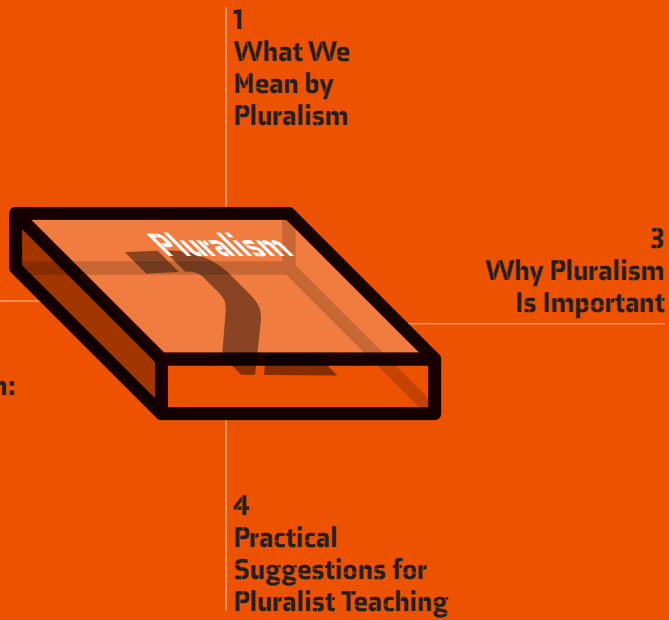 1
What We
Mean by
Pluralism
Pluralism
3
Why Pluralism
Is Important
4
Practical
Suggestions for
Pluralist Teaching